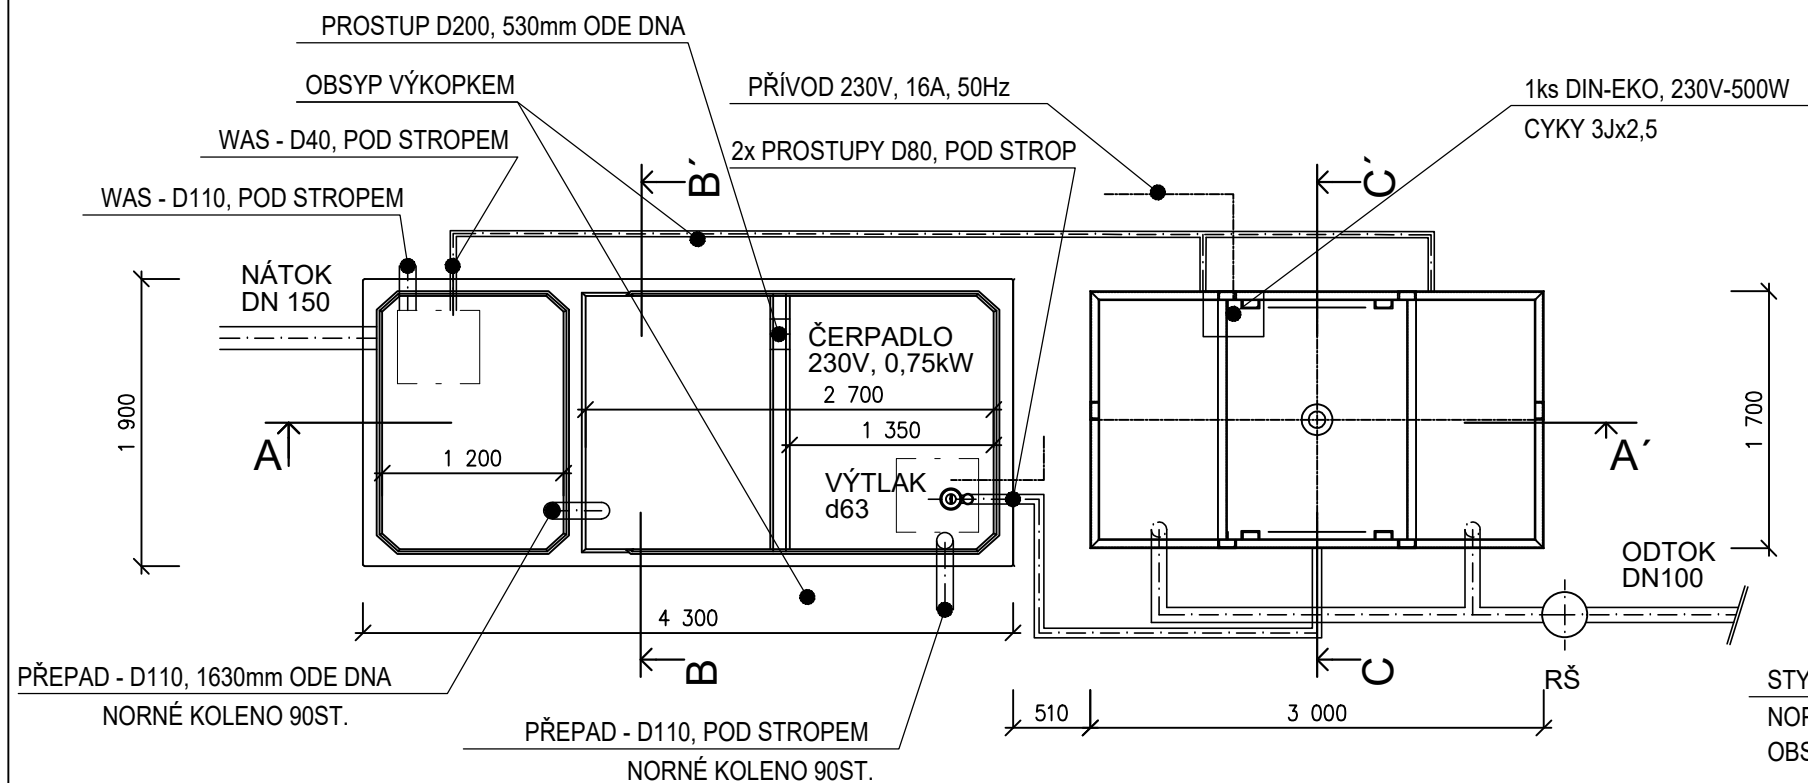 PROSTUP D200, 530mm ODE DNA
OBSYP VÝKOPKEM
PŘÍVOD 230V, 16A, 50Hz
1ks DIN-EKO, 230V-500W
CYKY 3Jx2,5
WAS - D40, POD STROPEM
2x PROSTUPY D80, POD STROP
WAS - D110, POD STROPEM
B´
C´
NÁTOK
DN 150
ČERPADLO
230V, 0,75kW
2 700
1 350
1 900
1 700
A
1 200
A´
VÝTLAK
d63
ODTOK
DN100
4 300
B
C
RŠ
PŘEPAD - D110, 1630mm ODE DNA
NORNÉ KOLENO 90ST.
510
3 000
PŘEPAD - D110, POD STROPEM
NORNÉ KOLENO 90ST.
STY
NOR
OBS